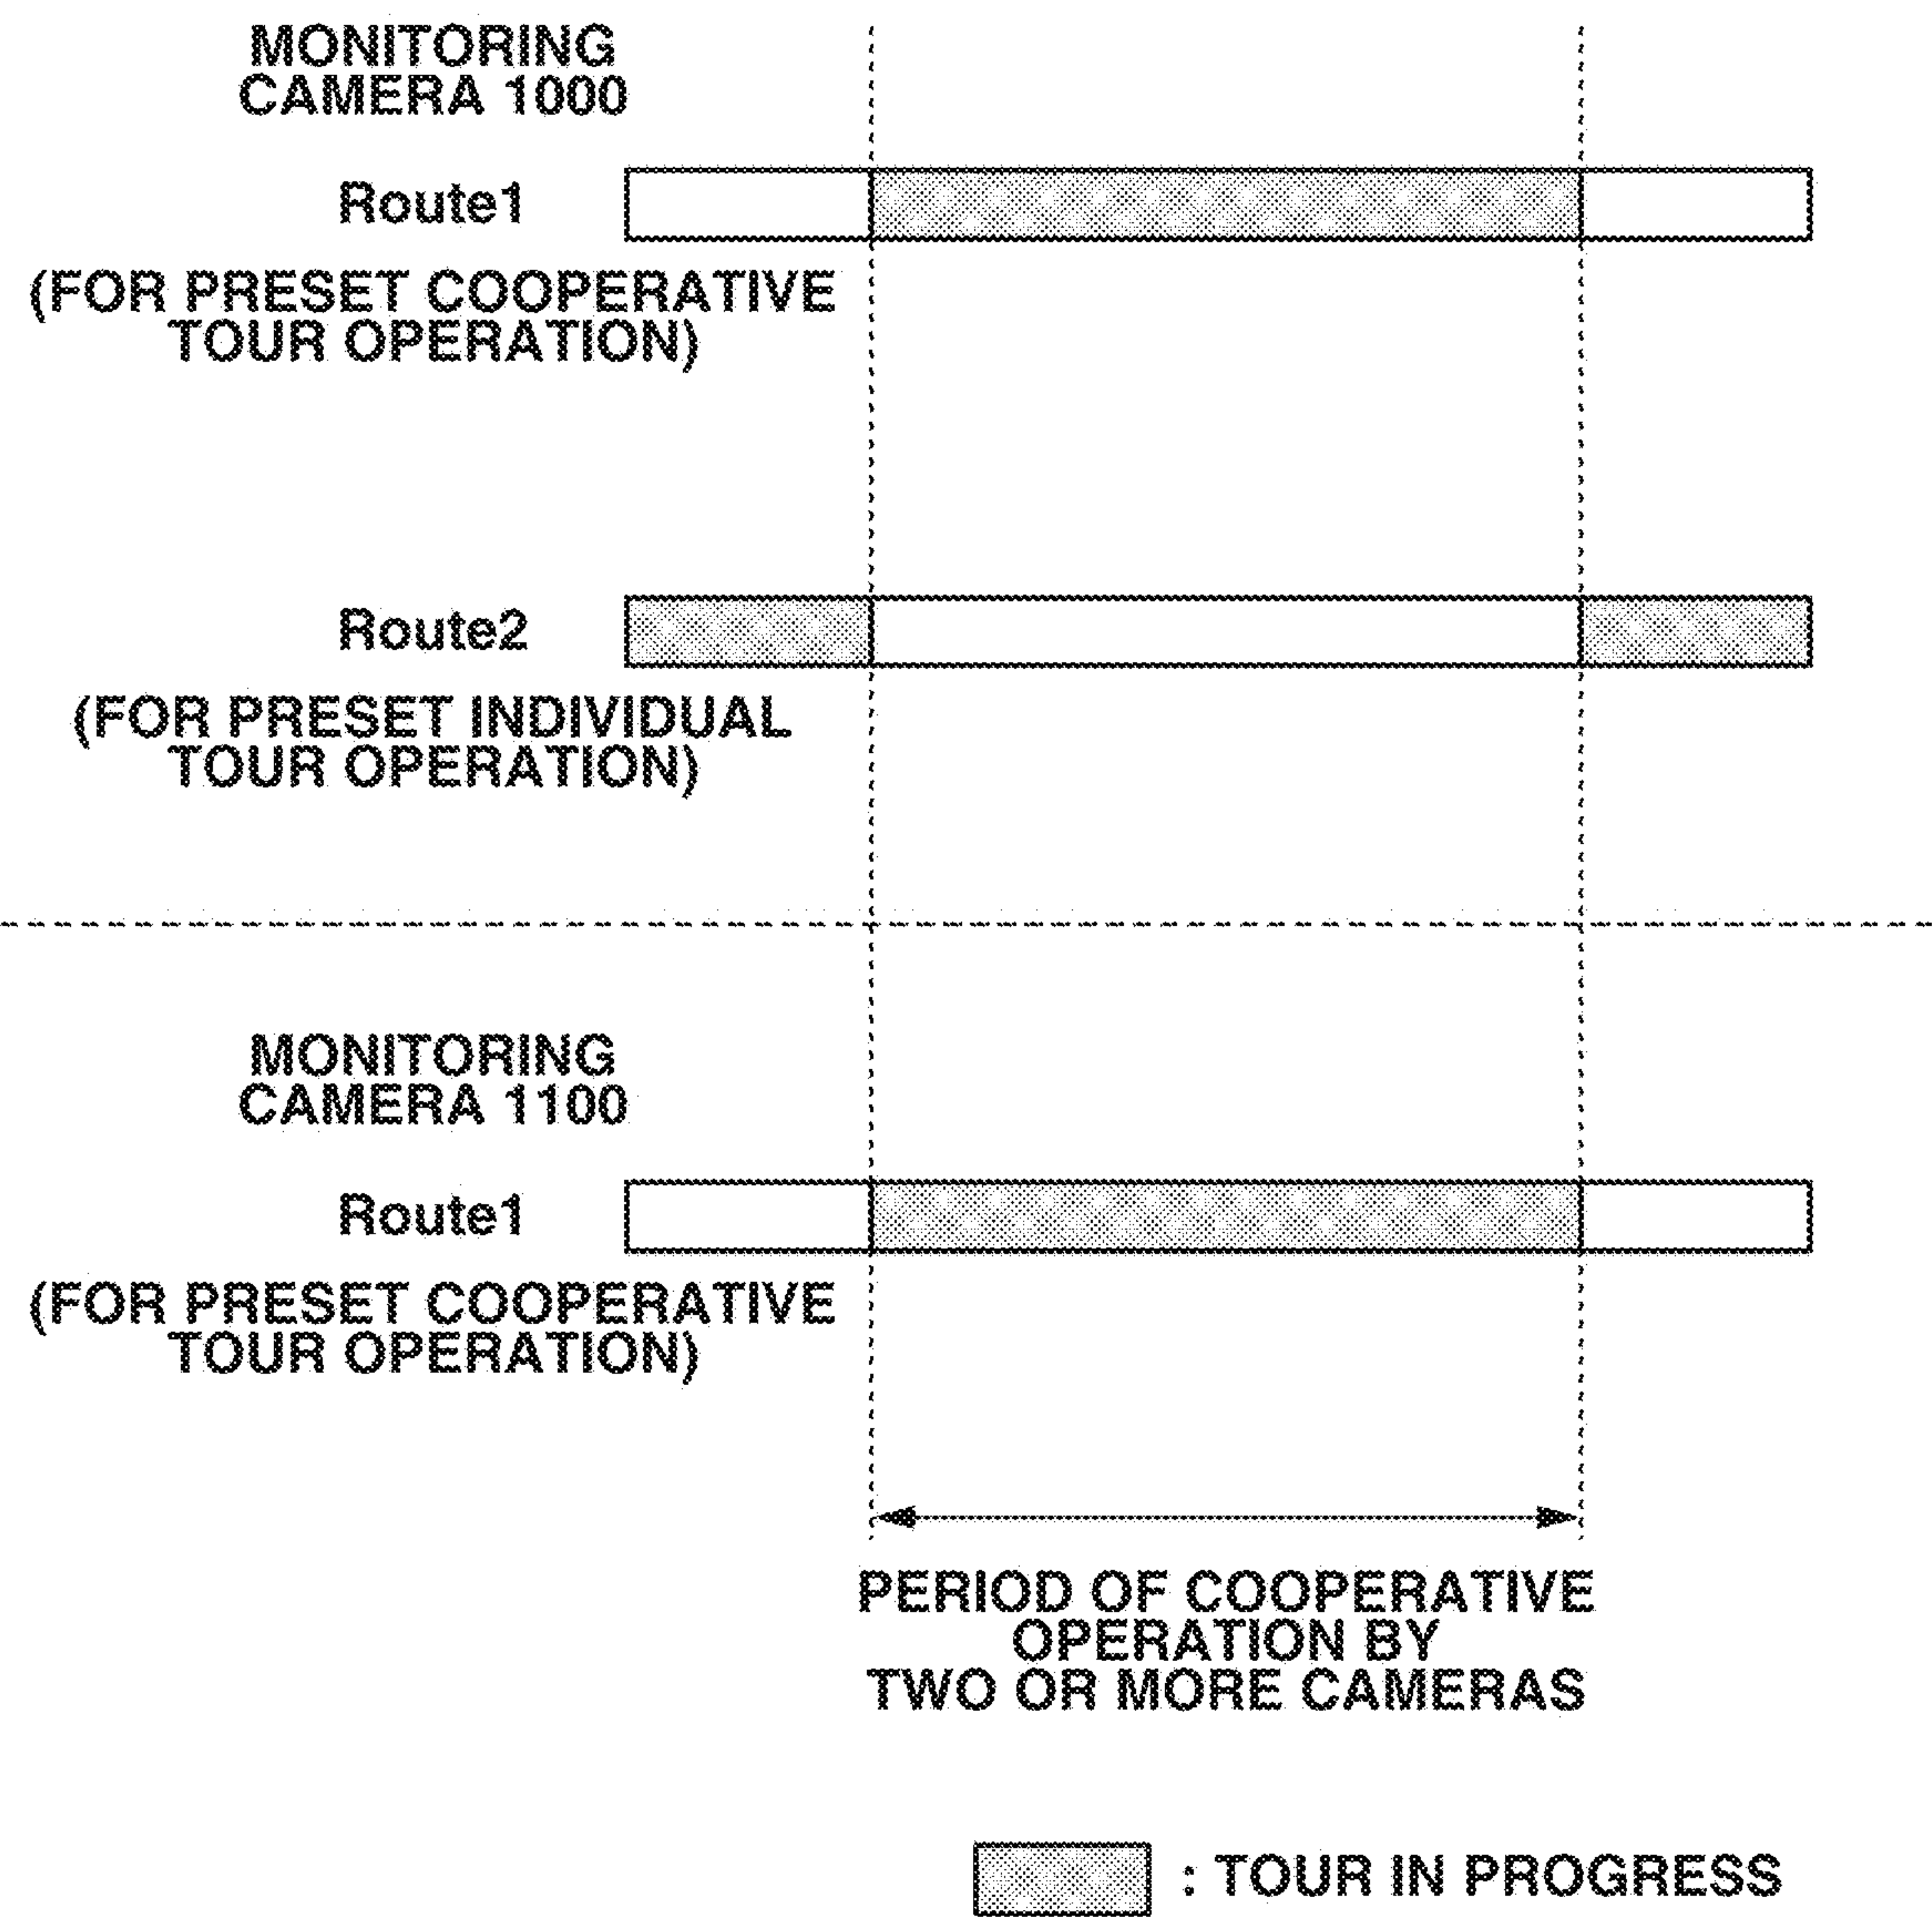 MONITORING
CAMERA 1000
Route1
(FOR PRESET COOPERATIVE
TOUR OPERATION)
Route2
(FOR PRESET INDIVIDUAL
TOUR OPERATION)
MONITORING
CAMERA 1100
Route1
(FOR PRESET COOPERATIVE
TOUR OPERATION)
PERIOD OF COOPERATIVE
OPERATION BY
TWO OR MORE CAMERAS
: TOUR IN PROGRESS